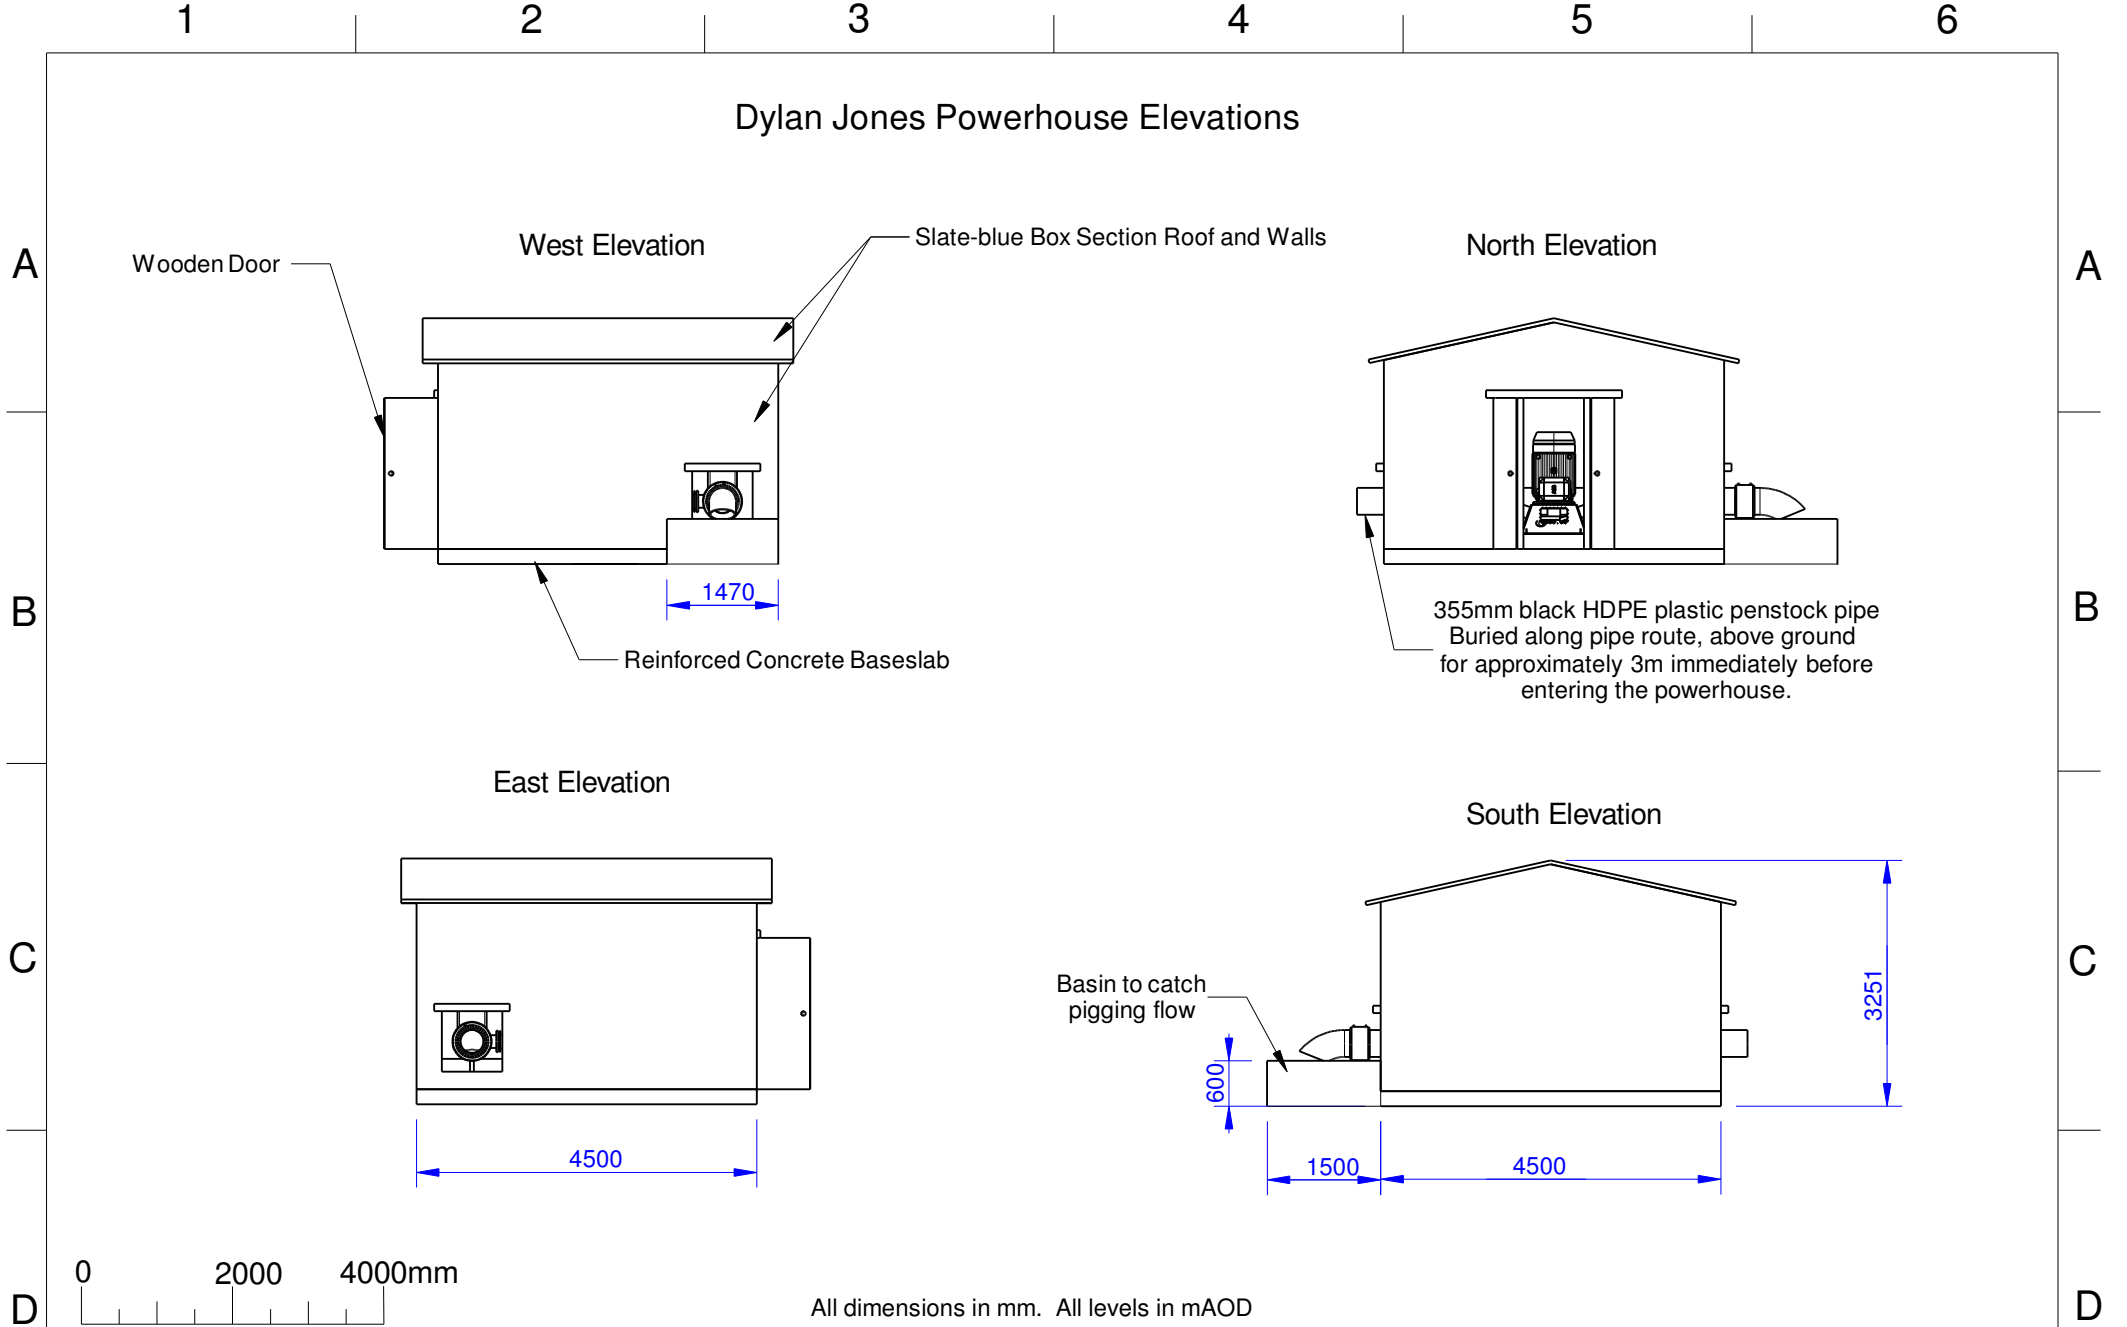 1 2 3 4 5 6
Dylan Jones Powerhouse Elevations
A
A
West Elevation
Slate-blue Box Section Roof and Walls
North Elevation
Wooden Door
B
B
1470
Reinforced Concrete Baseslab
355mm black HDPE plastic penstock pipe
Buried along pipe route, above ground
for approximately 3m immediately before
entering the powerhouse.
East Elevation
South Elevation
C
C
Basin to catch
pigging flow
600
3251
4500
1500
4500
0 2000 4000mm
D
D
All dimensions in mm. All levels in mAOD